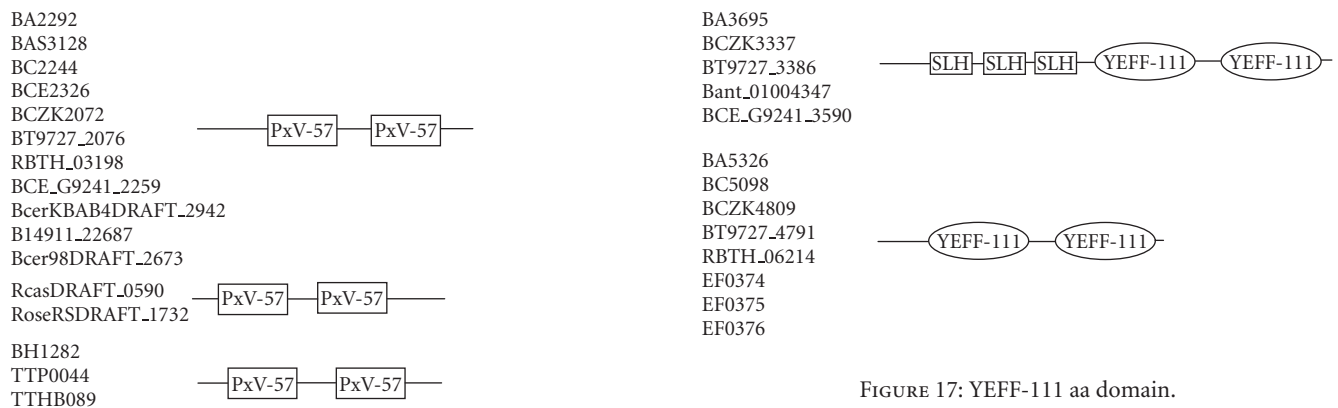 BA2292
BAS3128
BC2244
BCE2326
BCZK2072
BT9727_2076
RBTH_03198
BCE_G9241_2259
BcerKBAB4DRAFT_2942
B14911_22687
Bcer98DRAFT_2673
PxV-57 PxV-57
RcasDRAFT_0590
RoseRSDRAFT_1732
PxV-57 PxV-57
BH1282
TTP0044
TTHB089
PxV-57 PxV-57
BA3695
BCZK3337
BT9727_3386
Bant_01004347
BCE_G9241_3590
SLH SLH SLH YEFF-111 YEFF-111
BA5326
BC5098
BCZK4809
BT9727_4791
RBTH_06214
EF0374
EF0375
EF0376
YEFF-111 YEFF-111
FIGURE 17: YEFF-111 aa domain.